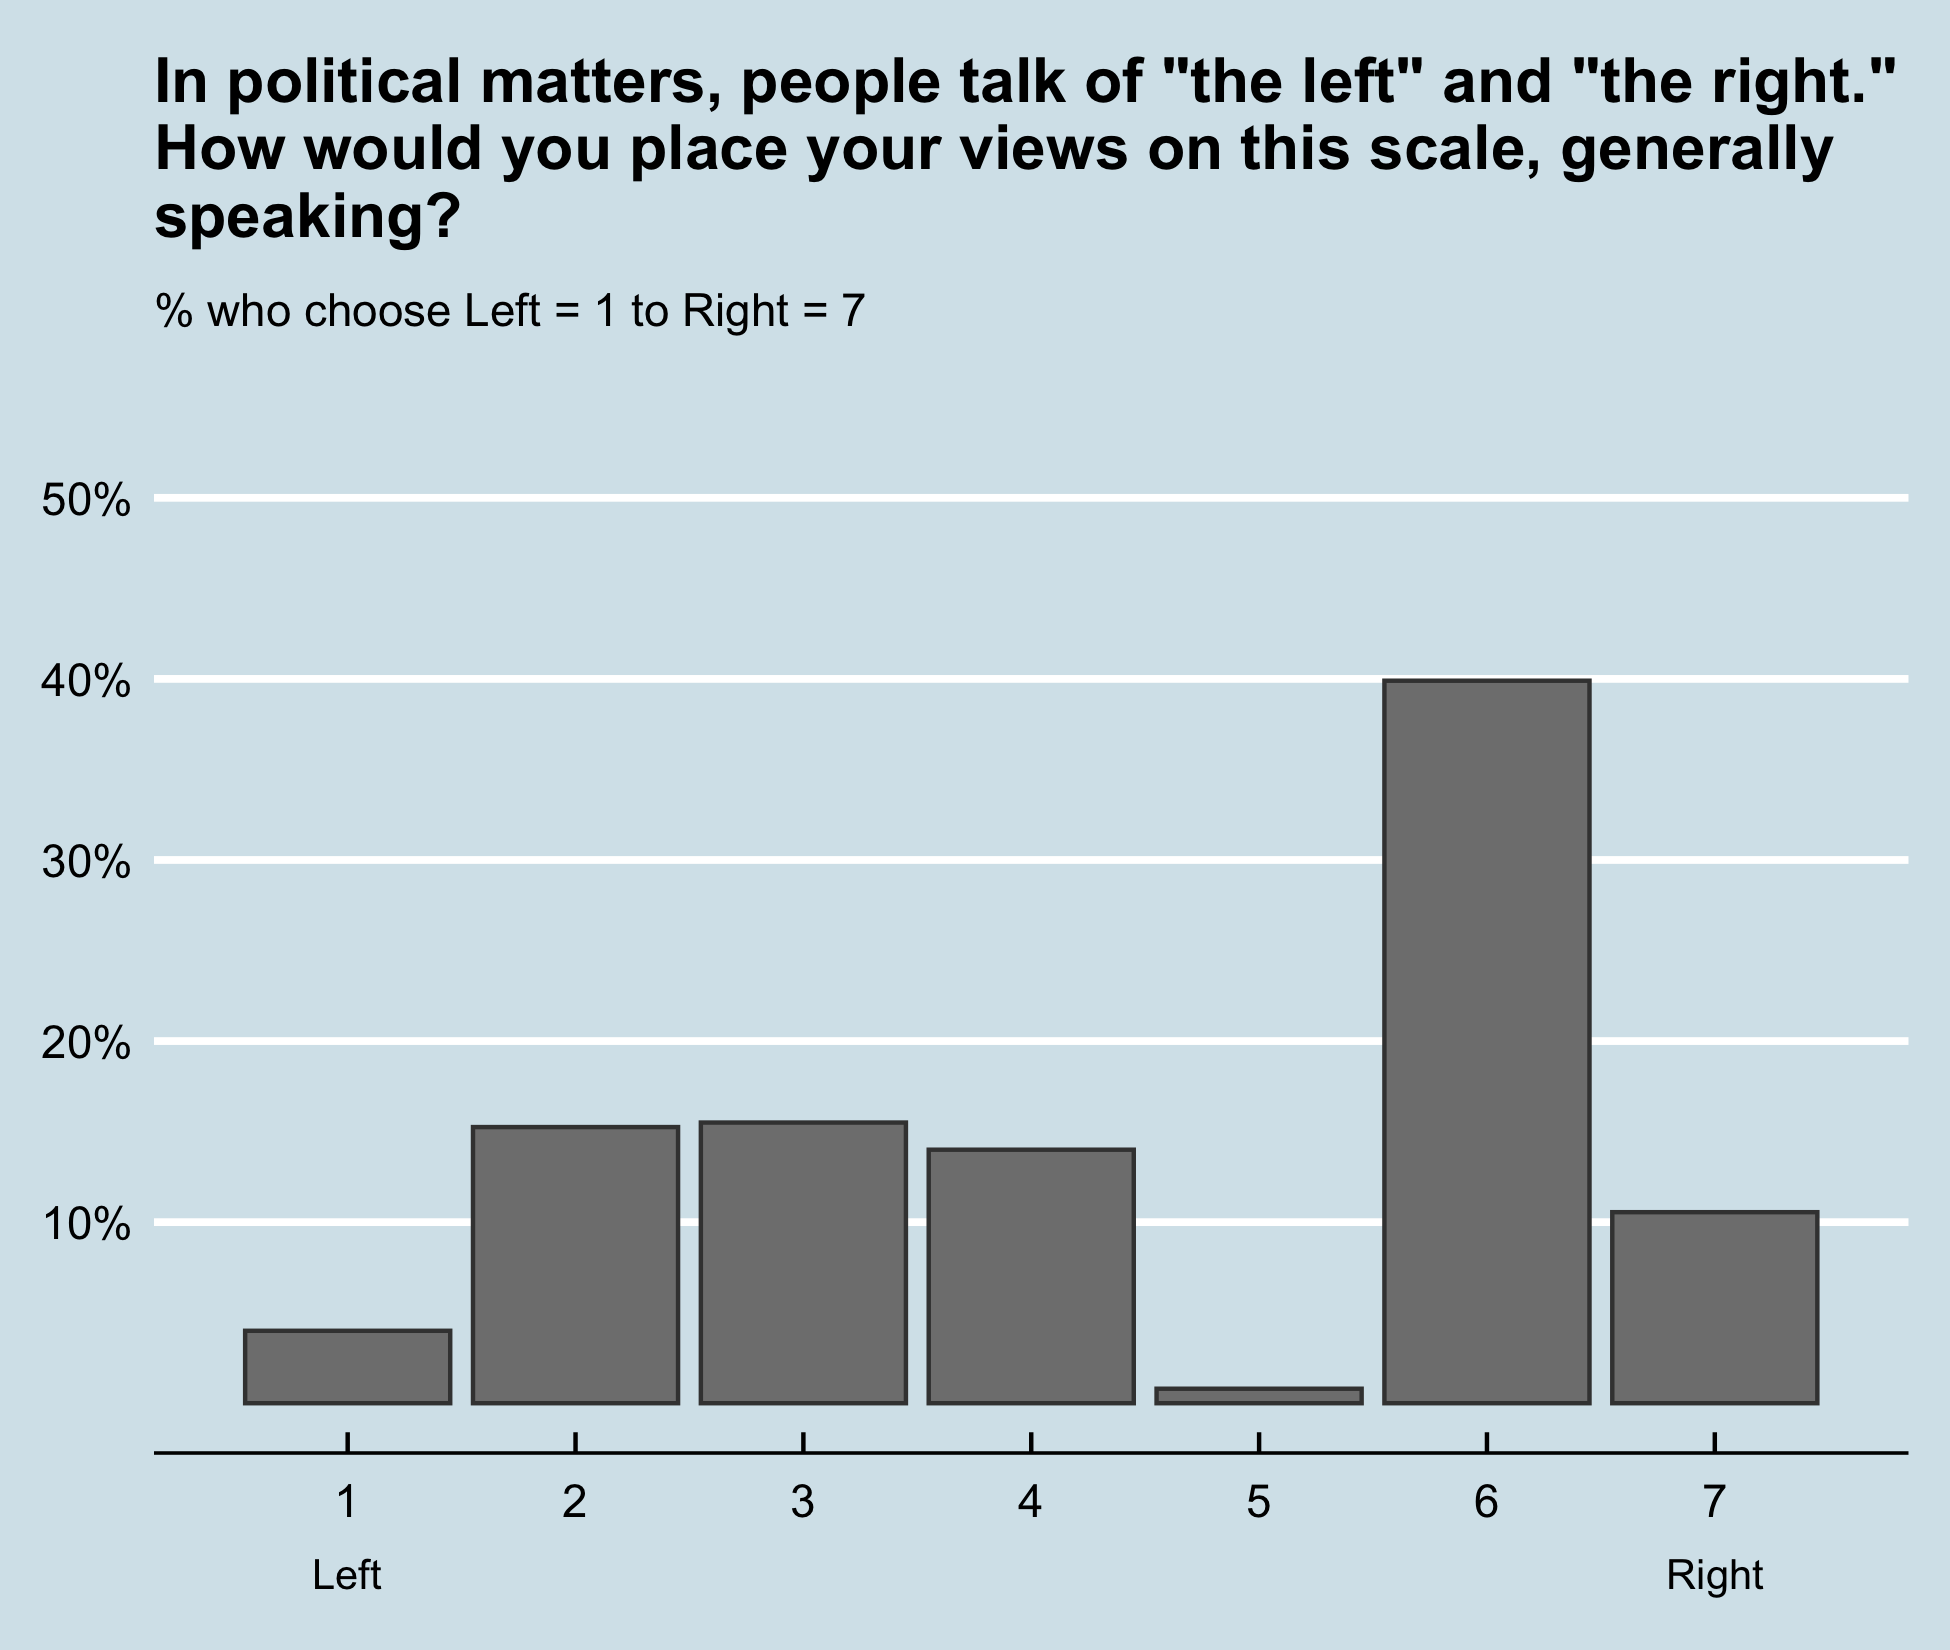 In political matters, people talk of "the left" and "the right."
How would you place your views on this scale, generally
speaking?
% who choose Left = 1 to Right = 7
50%
40%
30%
20%
10%
1 2 3 4 5 6 7
Left Right